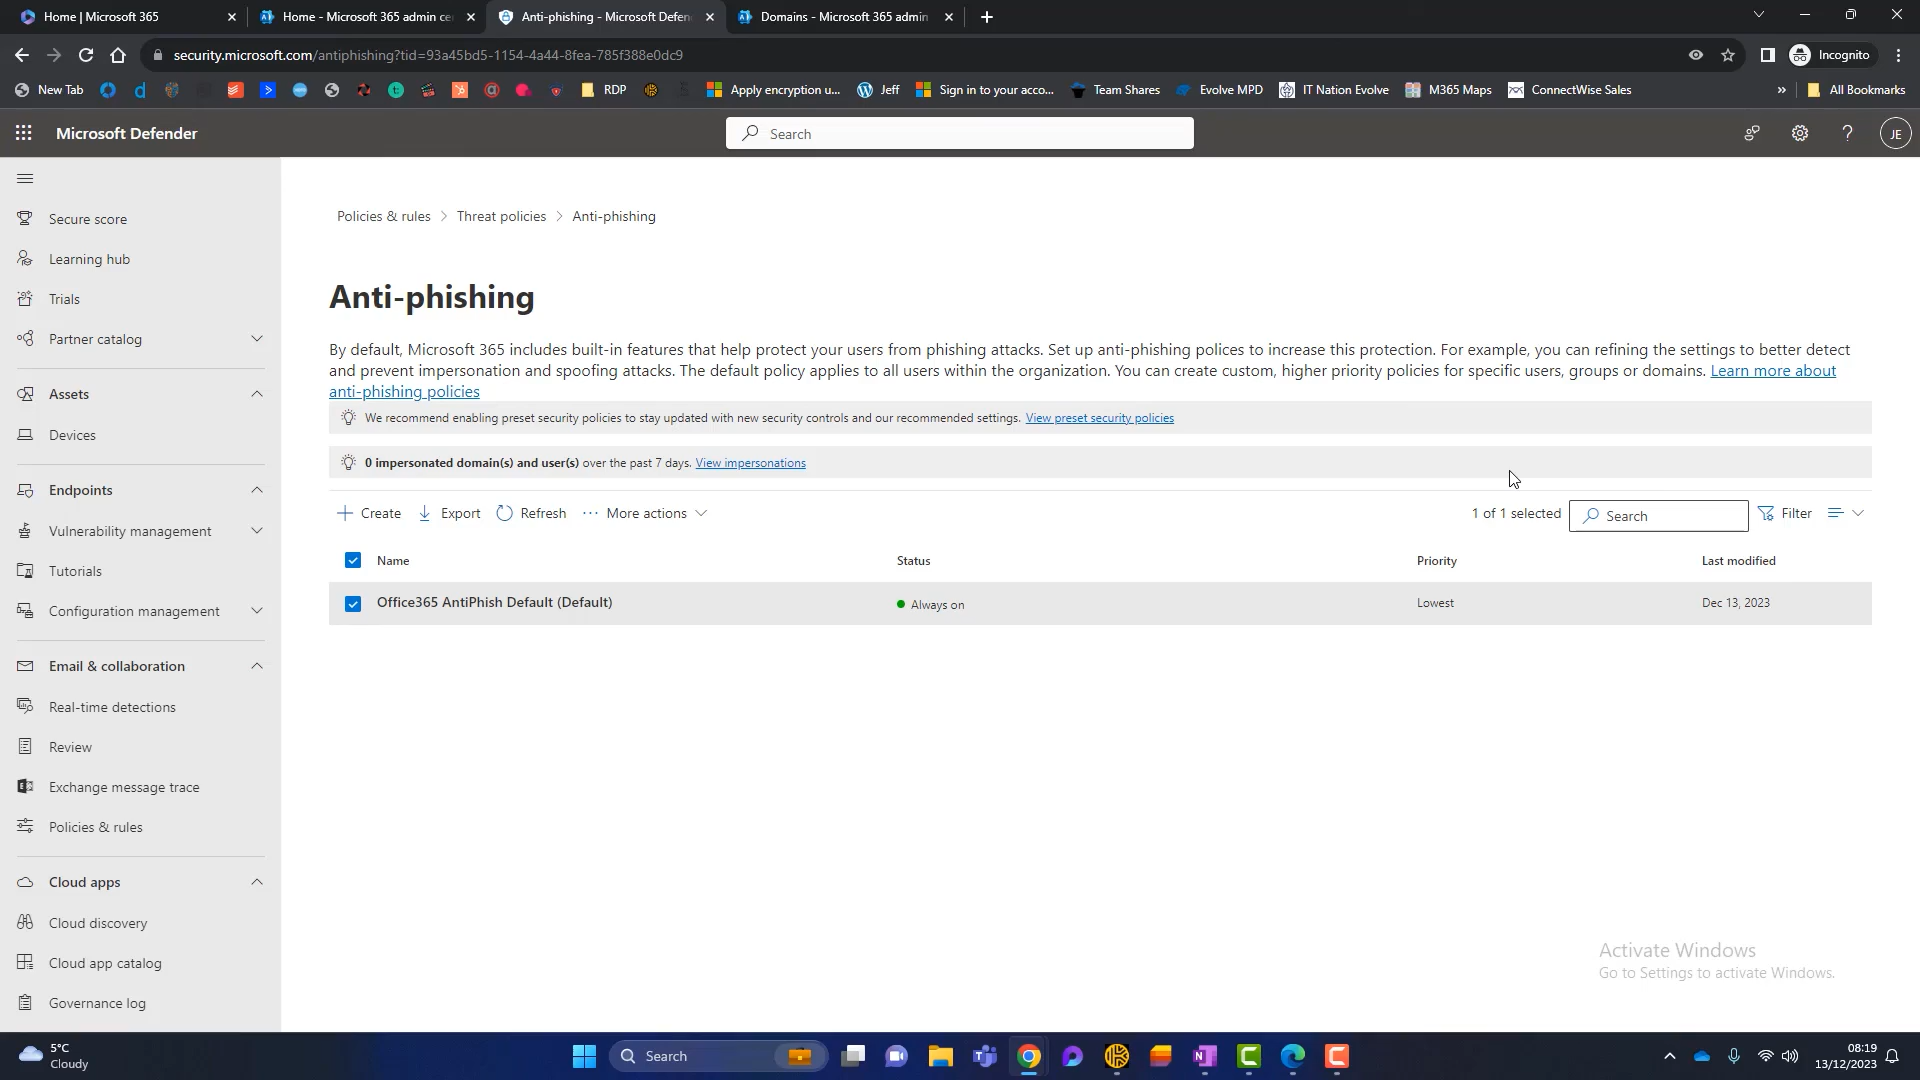 Home | Microsoft 365
Home - Microsoft 365 admin ce
Anti-phishing - Microsoft Defen
Domains - Microsoft 365 admin
security.microsoft.com/antiphishing?tid=93a45bd5-1154-4a44-8fea-785f388e0dc9
Incognito
New Tab
RDP
Apply encryption u...
Jeff
Sign in to your acco...
Team Shares
Evolve MPD
IT Nation Evolve
M365 Maps
ConnectWise Sales
»
All Bookmarks
Microsoft Defender
Search
JE
Secure score
Learning hub
Trials
Partner catalog
Assets
Devices
Endpoints
Vulnerability management
Tutorials
Configuration management
Email & collaboration
Real-time detections
Review
Exchange message trace
Policies & rules
Cloud apps
Cloud discovery
Cloud app catalog
Governance log
Policies & rules > Threat policies > Anti-phishing
Anti-phishing
By default, Microsoft 365 includes built-in features that help protect your users from phishing attacks. Set up anti-phishing polices to increase this protection. For example, you can refining the settings to better detect
and prevent impersonation and spoofing attacks. The default policy applies to all users within the organization. You can create custom, higher priority policies for specific users, groups or domains. Learn more about
anti-phishing policies
We recommend enabling preset security policies to stay updated with new security controls and our recommended settings. View preset security policies
0 impersonated domain(s) and user(s) over the past 7 days. View impersonations
Create
Export
Refresh
More actions
1 of 1 selected
Search
Filter
Name Status Priority Last modified
Office365 AntiPhish Default (Default) Always on Lowest Dec 13, 2023
Activate Windows
Go to Settings to activate Windows.
5°C
Cloudy
Search
08:19
13/12/2023